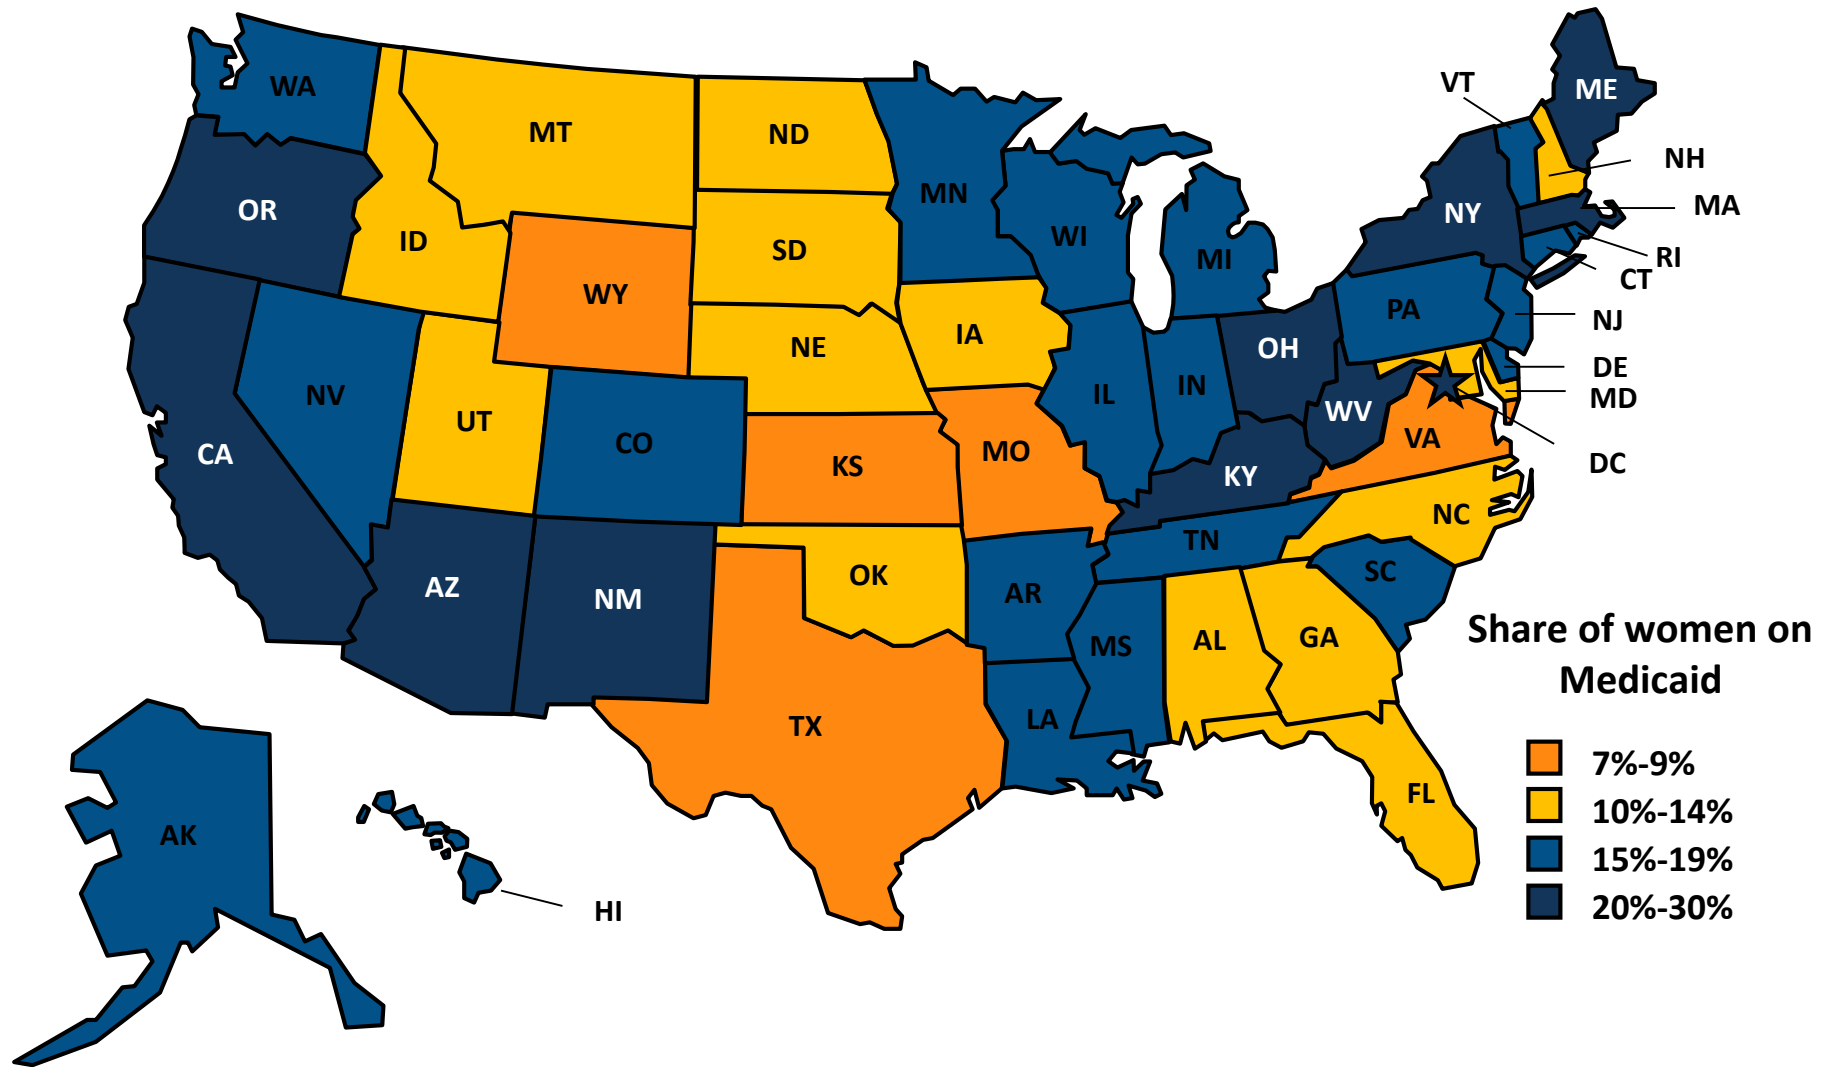 WA
OR
CA
NV
ID
MT
WY
UT
AZ
CO
NM
ND
SD
NE
KS
OK
TX
MN
IA
MO
AR
LA
WI
IL
MI
IN
OH
KY
TN
MS
AL
GA
FL
SC
NC
VA
WV
PA
NY
VT
ME
NH
MA
RI
CT
NJ
DE
MD
DC
AK
HI
Share of women on
Medicaid
7%-9%
10%-14%
15%-19%
20%-30%